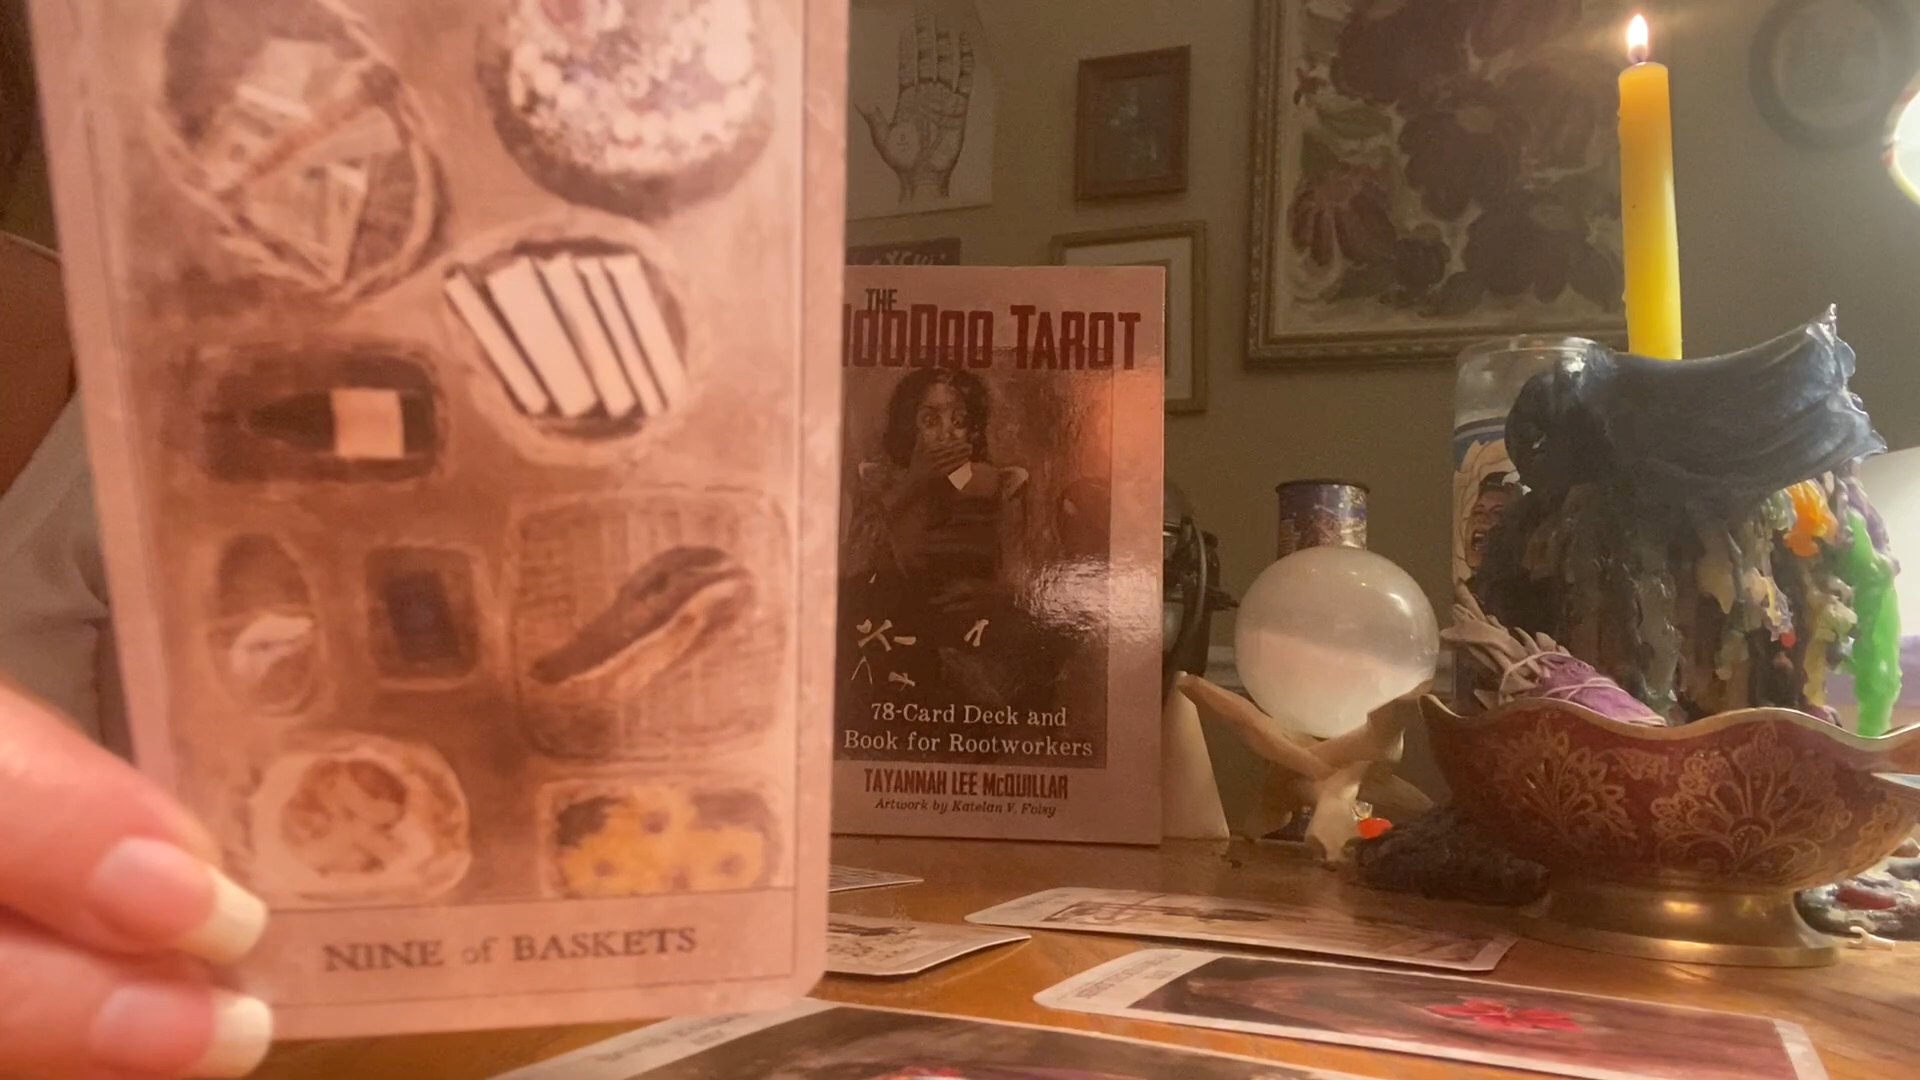 NINE of BASKETS
THE
HOODOO TAROT
78-Card Deck and
Book for Rootworkers
TAYANNAH LEE McQUILLAR
Artwork by Katelan V. Foisy